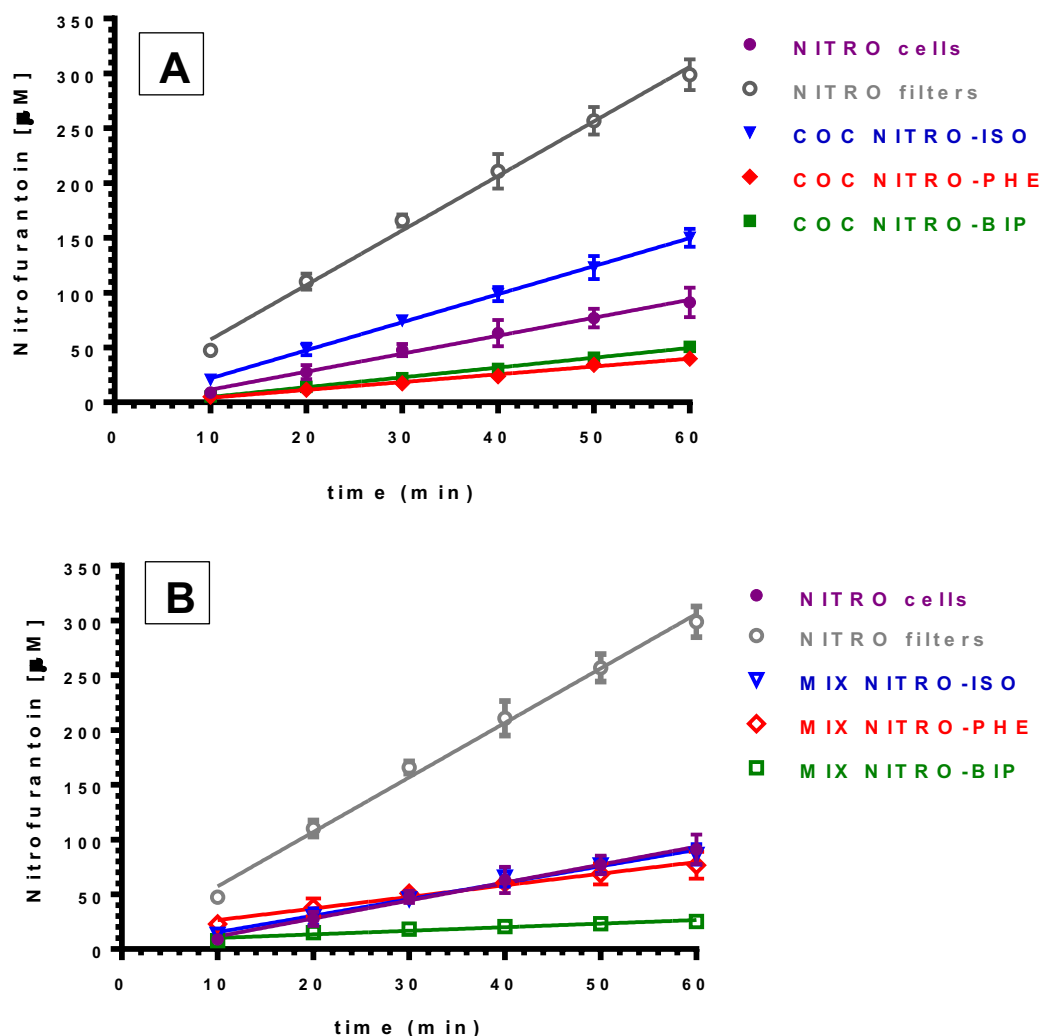 A
Nitrofurantoin [µM]
350
300
250
200
150
100
50
0
0 10 20 30 40 50 60
time (min)
NITRO cells
NITRO filters
COC NITRO-ISO
COC NITRO-PHE
COC NITRO-BIP
B
Nitrofurantoin [µM]
350
300
250
200
150
100
50
0
0 10 20 30 40 50 60
time (min)
NITRO cells
NITRO filters
MIX NITRO-ISO
MIX NITRO-PHE
MIX NITRO-BIP